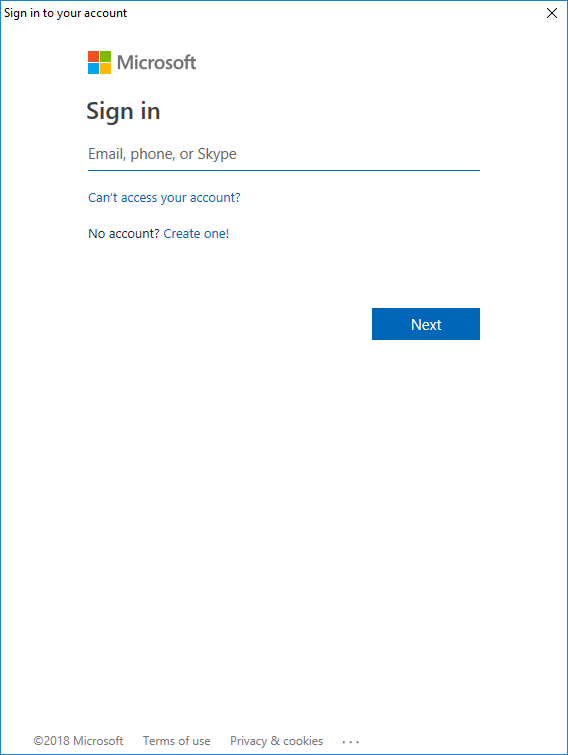 Sign in to your account
Microsoft
Sign in
Email, phone, or Skype
Can't access your account?
No account? Create one!
Next
©2018 Microsoft Terms of use Privacy & cookies ...